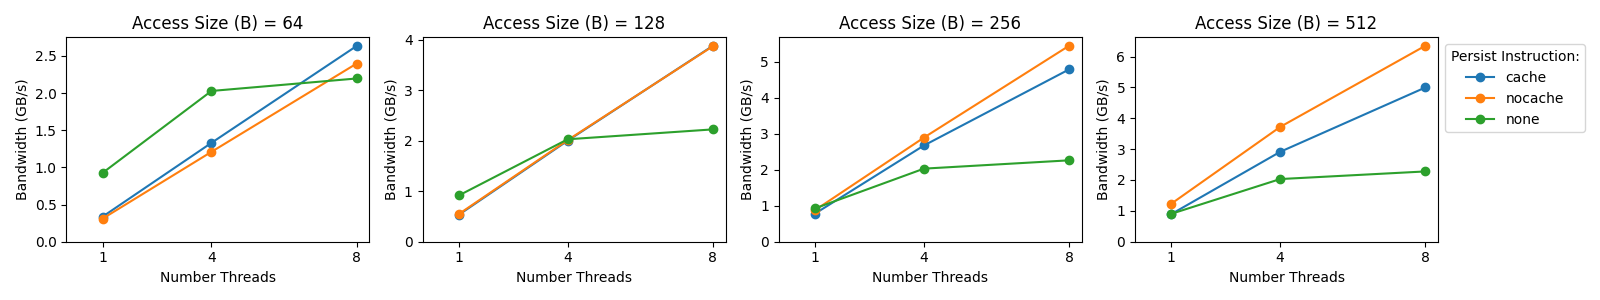 Access Size (B) = 64
Bandwidth (GB/s)
2.5
2.0
1.5
1.0
0.5
0.0
1 4 8
Number Threads
Access Size (B) = 128
Bandwidth (GB/s)
4
3
2
1
0
1 4 8
Number Threads
Access Size (B) = 256
Bandwidth (GB/s)
5
4
3
2
1
0
1 4 8
Number Threads
Access Size (B) = 512
Bandwidth (GB/s)
6
5
4
3
2
1
0
1 4 8
Number Threads
Persist Instruction:
cache
nocache
none